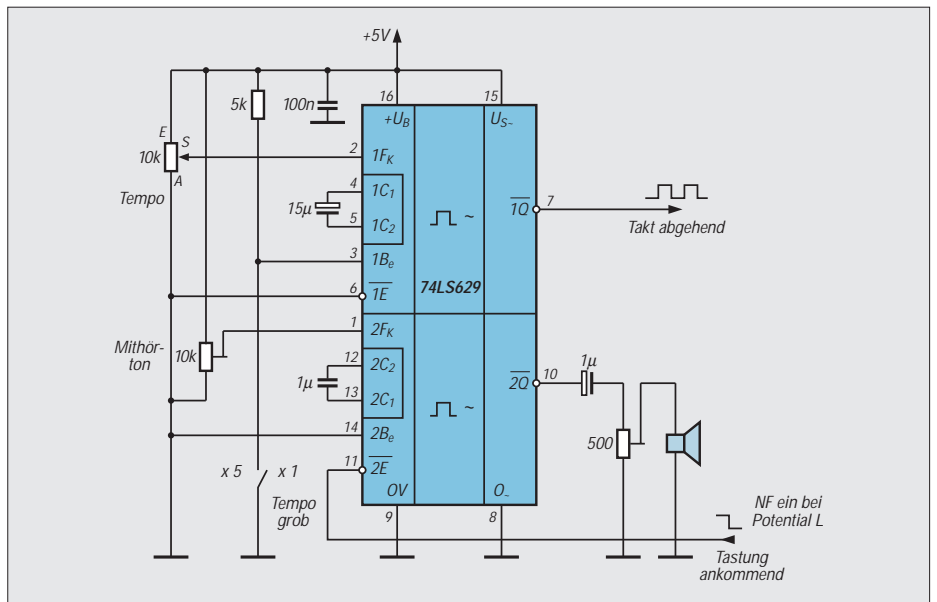 +5V
5k
100n
16
15
+U_B
U_S~
E
S
10k
A
Tempo
2
1F_K
4
1C_1
15µ
5
1C_2
3
1B_e
6
1E̅
~
74LS629
1Q̅
7
Takt abgehend
Mithör-
ton
10k
1
2F_K
12
2C_2
1µ
13
2C_1
14
2B_e
11
2E̅
~
2Q̅
10
1µ
500
x 5
x 1
Tempo
grob
OV
O_~
9
8
NF ein bei
Potential L
Tastung
ankommend